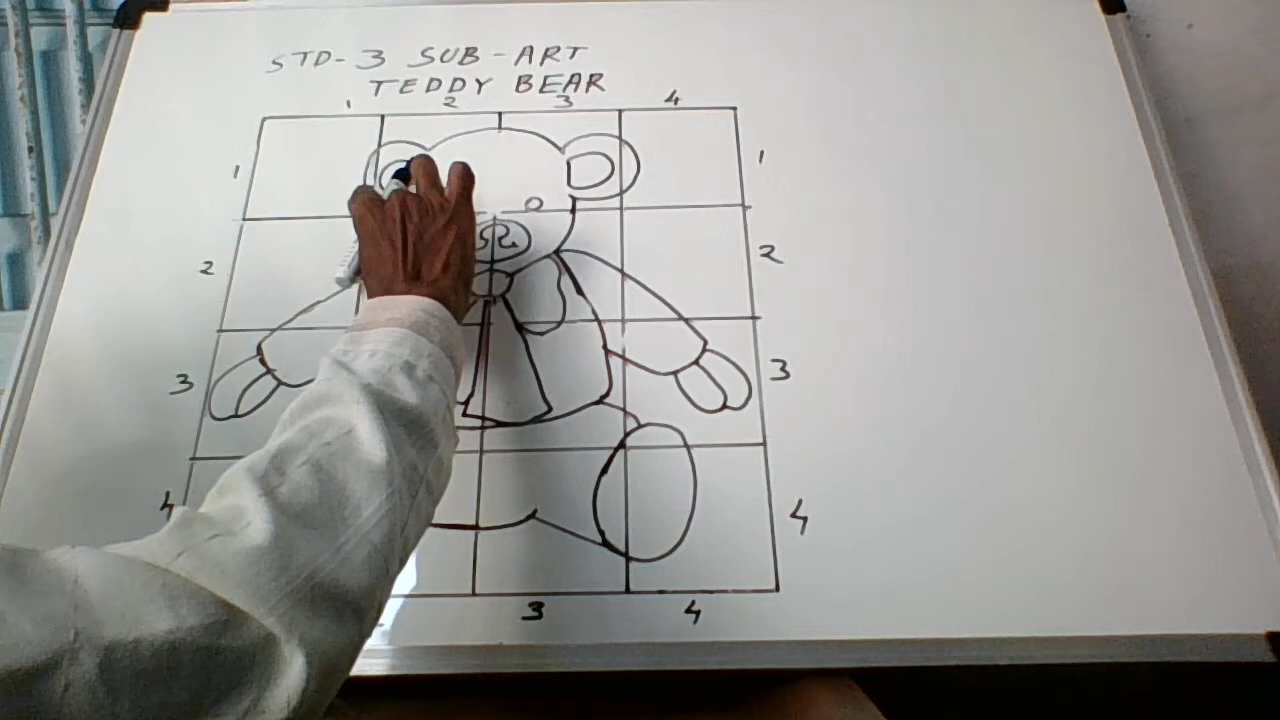 STD-3 SUB-ART
TEDDY BEAR
1 2 3 4
1 1
2 2
3 3
4 4
3 4